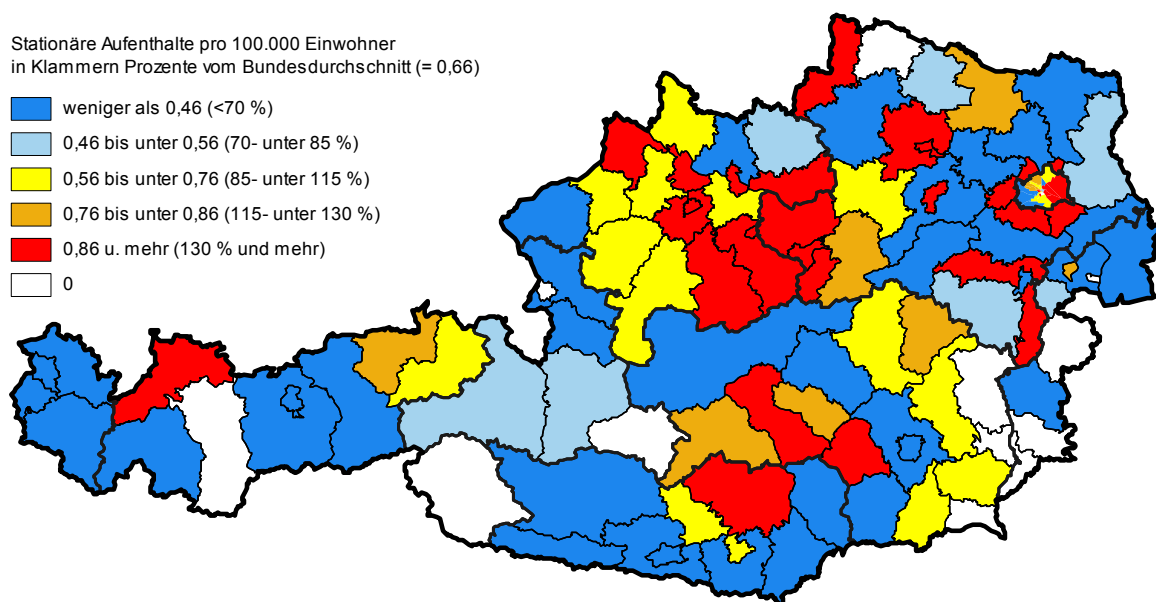 Stationäre Aufenthalte pro 100.000 Einwohner
in Klammern Prozente vom Bundesdurchschnitt (= 0,66)
weniger als 0,46 (<70 %)
0,46 bis unter 0,56 (70- unter 85 %)
0,56 bis unter 0,76 (85- unter 115 %)
0,76 bis unter 0,86 (115- unter 130 %)
0,86 u. mehr (130 % und mehr)
0